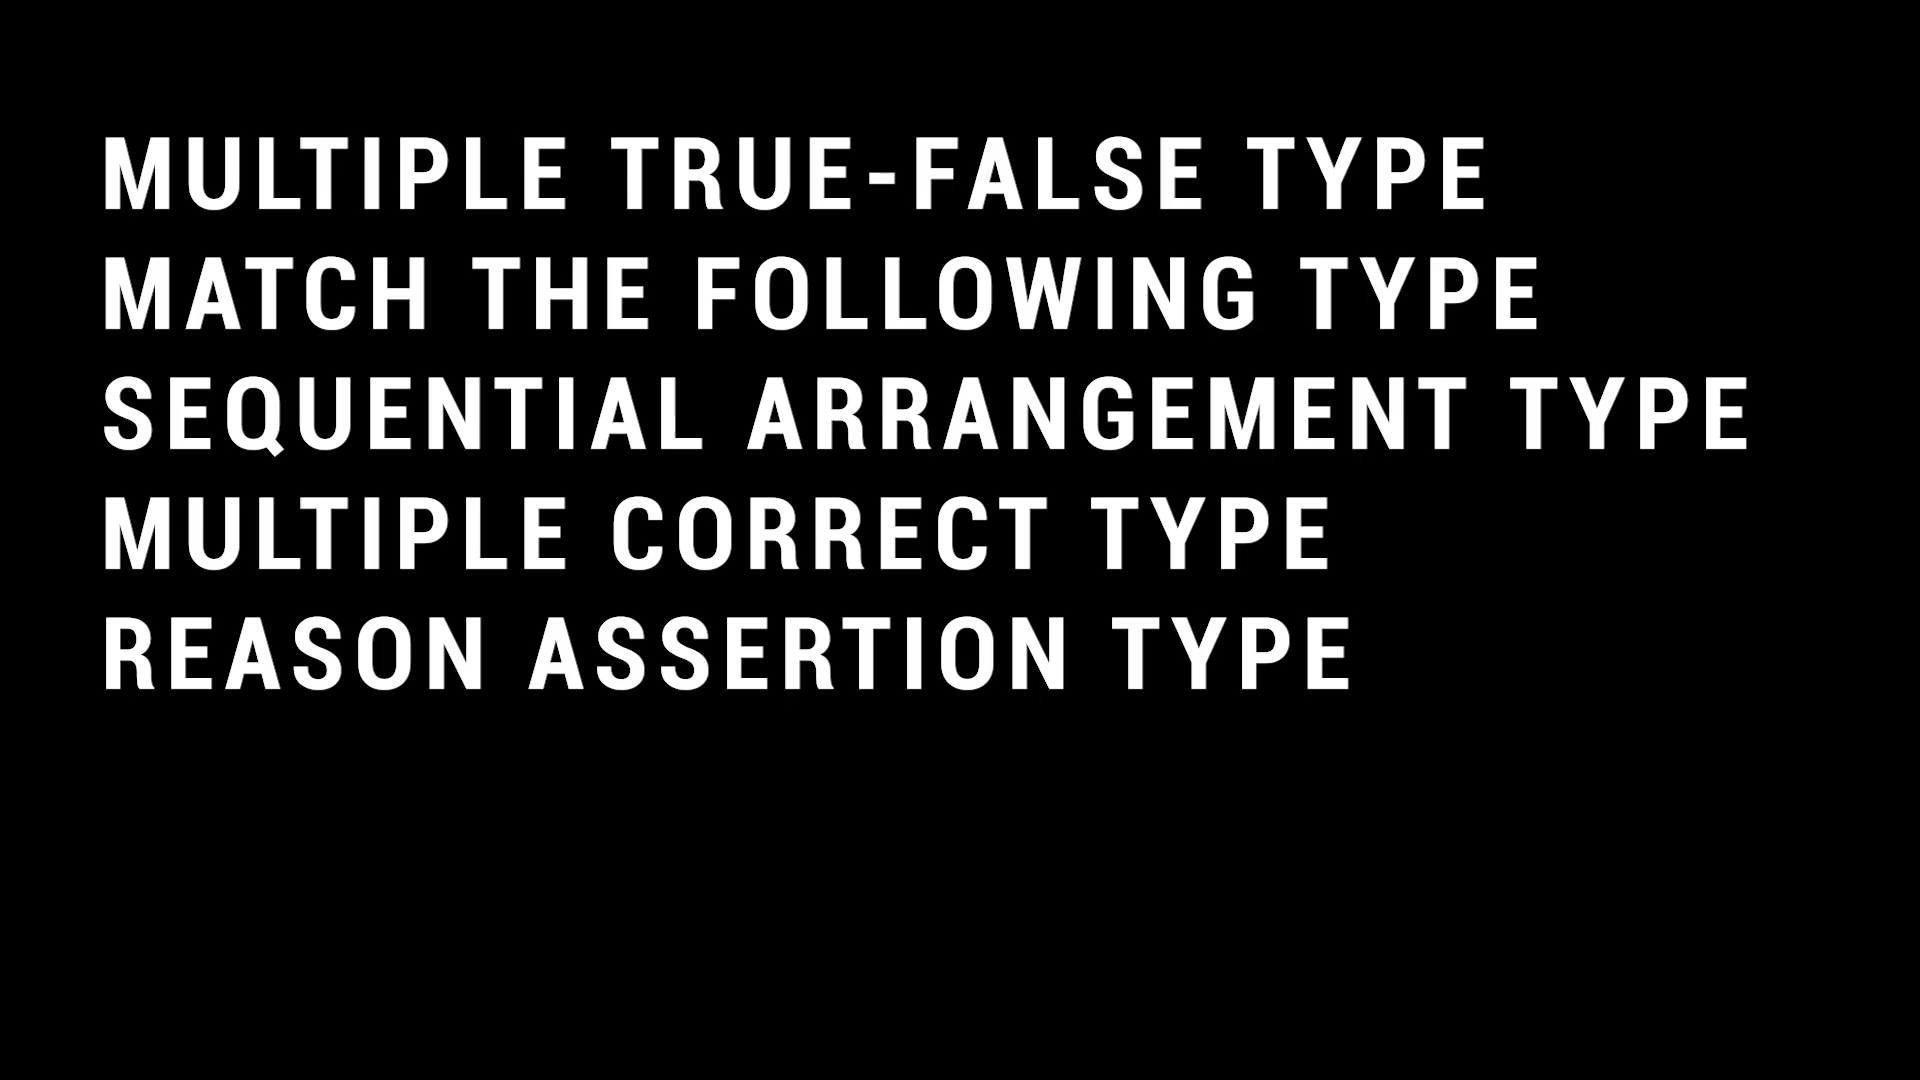 MULTIPLE TRUE-FALSE TYPE
MATCH THE FOLLOWING TYPE
SEQUENTIAL ARRANGEMENT TYPE
MULTIPLE CORRECT TYPE
REASON ASSERTION TYPE